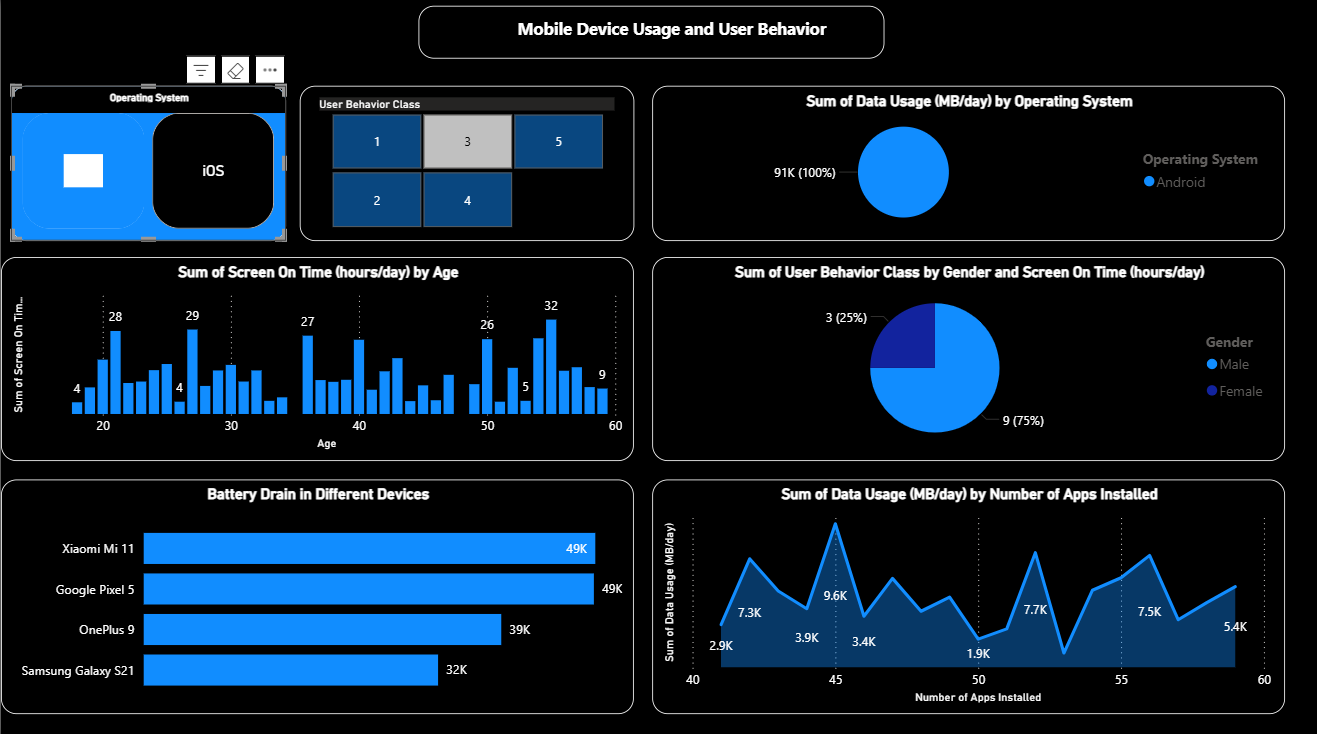 Mobile Device Usage and User Behavior
Operating System
iOS
User Behavior Class
1
3
5
2
4
Sum of Data Usage (MB/day) by Operating System
91K (100%)
Operating System
Android
Sum of Screen On Time (hours/day) by Age
Sum of Screen On Tim...
4
28
4
29
27
26
5
32
9
20
30
40
50
60
Age
Sum of User Behavior Class by Gender and Screen On Time (hours/day)
3 (25%)
9 (75%)
Gender
Male
Female
Battery Drain in Different Devices
Xiaomi Mi 11
49K
Google Pixel 5
49K
OnePlus 9
39K
Samsung Galaxy S21
32K
Sum of Data Usage (MB/day) by Number of Apps Installed
Sum of Data Usage (MB/day)
2.9K
7.3K
3.9K
9.6K
3.4K
1.9K
7.7K
7.5K
5.4K
40
45
50
55
60
Number of Apps Installed